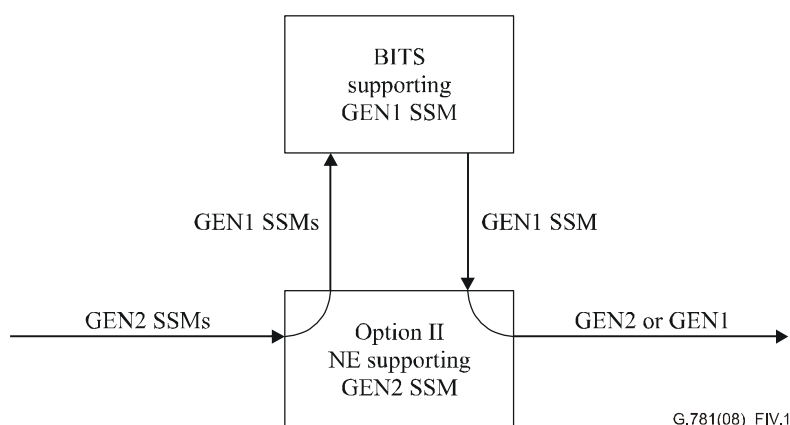 BITS
supporting
GEN1 SSM
GEN1 SSMs
GEN1 SSM
GEN2 SSMs
Option II
NE supporting
GEN2 SSM
GEN2 or GEN1
G.781(08)_FIV.1